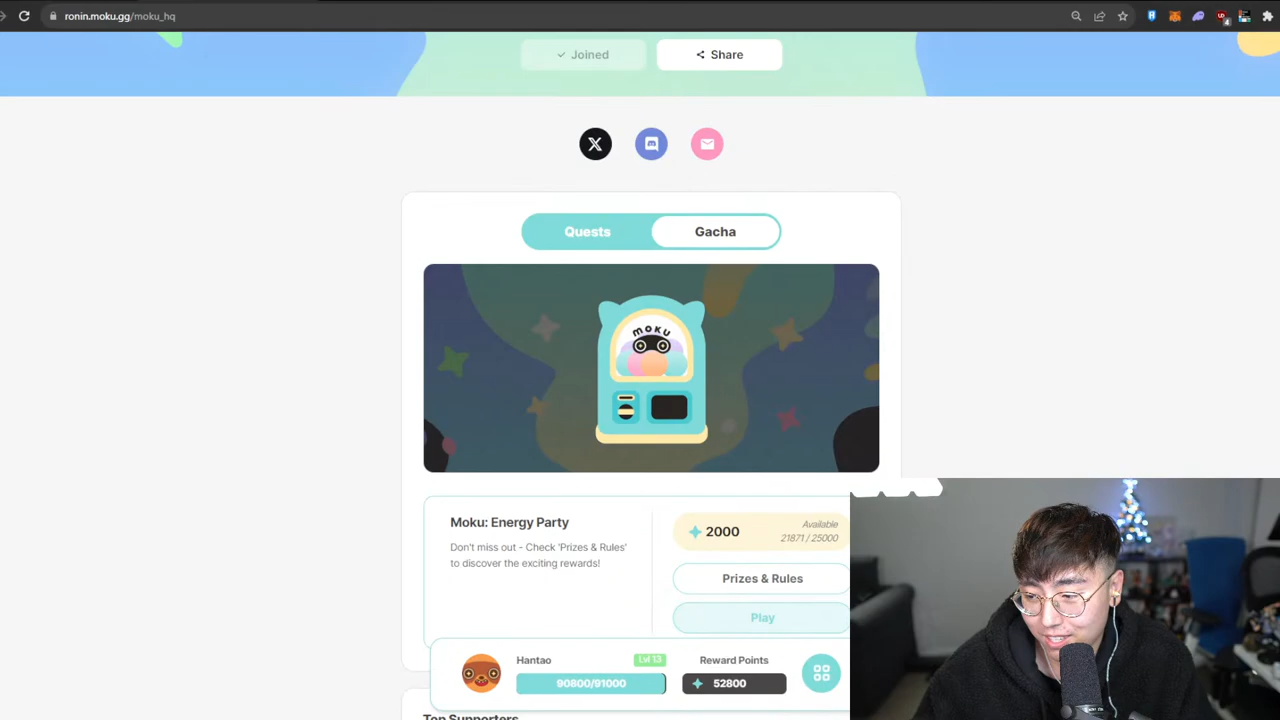 ronin.moku.gg/moku_hq
4
Joined
Share
Quests
Gacha
MOKU
Moku: Energy Party
Don't miss out - Check 'Prizes & Rules'
to discover the exciting rewards!
2000
Available
21871 / 25000
Prizes & Rules
Play
Hantao
Lvl 13
90800/91000
Reward Points
52800
Top Supporters